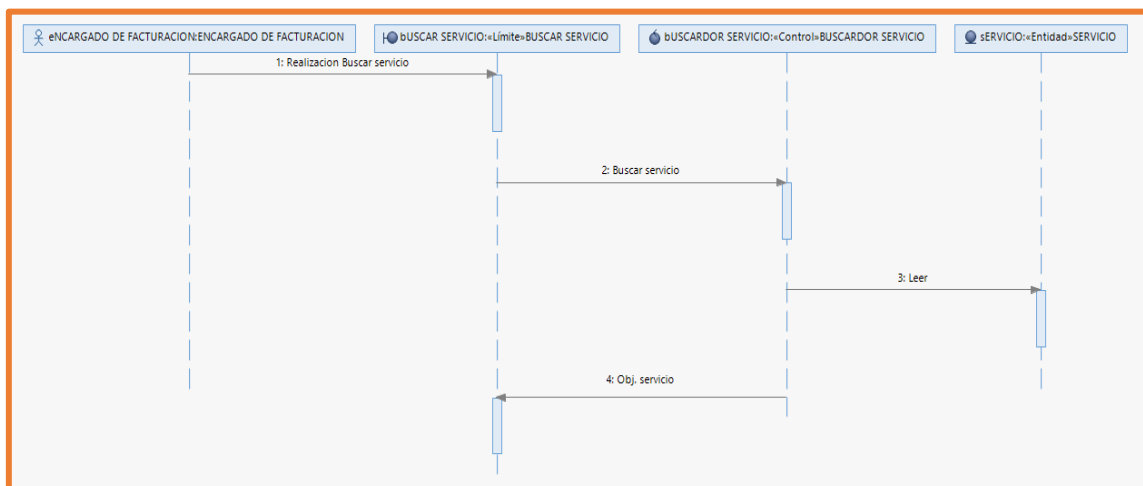 eNCARGADO DE FACTURACION:ENCARGADO DE FACTURACION
bUSCAR SERVICIO:«Límite»BUSCAR SERVICIO
bUSCARDOR SERVICIO:«Control»BUSCARDOR SERVICIO
sERVICIO:«Entidad»SERVICIO
1: Realizacion Buscar servicio
2: Buscar servicio
3: Leer
4: Obj. servicio